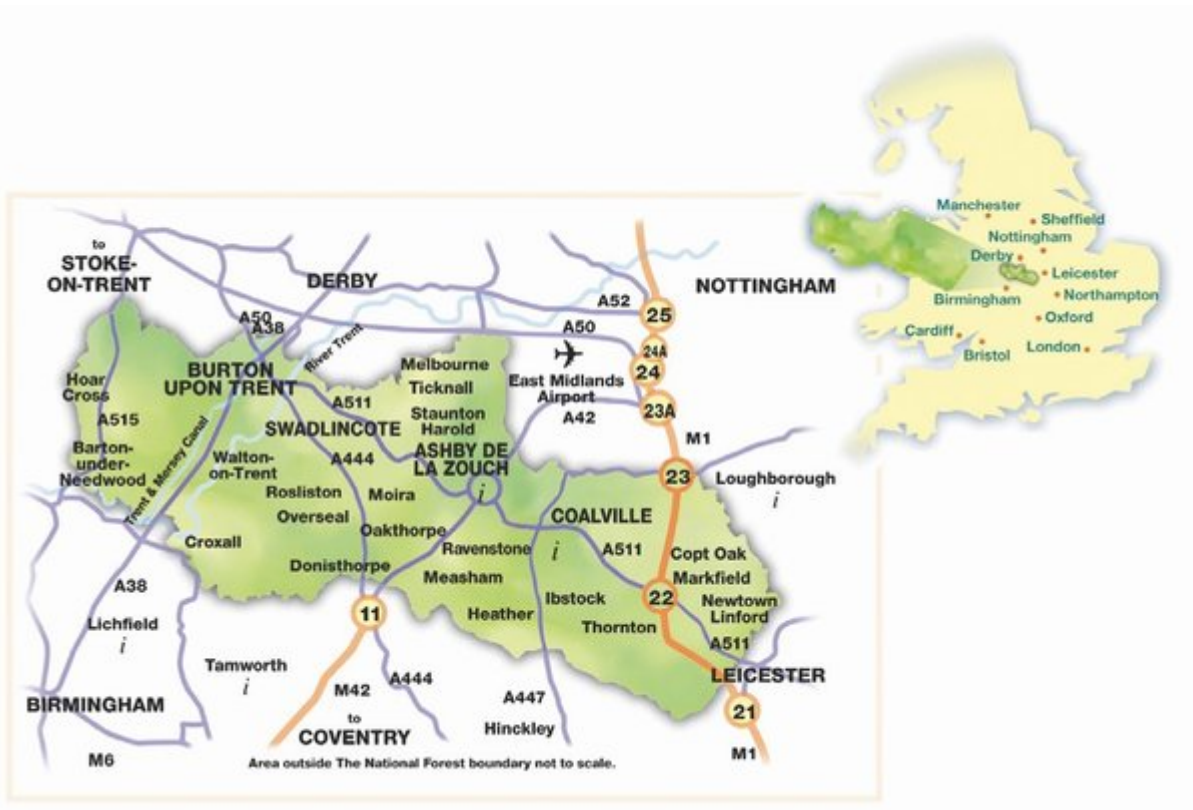 to
STOKE-
ON-TRENT
DERBY
NOTTINGHAM
A52
25
A50
A38
River Trent
A50
24A
24
East Midlands
Airport
23A
A42
M1
BURTON
UPON TRENT
Hoar
Cross
A515
Melbourne
Ticknall
A511
Staunton
Harold
SWADLINCOTE
ASHBY DE
LA ZOUCH
i
A444
Barton-
under-
Needwood
Trent & Mersey Canal
Walton-
on-Trent
23
Loughborough
i
Rosliston
Moira
Overseal
Oakthorpe
COALVILLE
Croxall
Ravenstone
i
A511
Copt Oak
Donisthorpe
Measham
Markfield
A38
11
Heather
Ibstock
22
Newtown
Linford
Thornton
A511
Lichfield
i
Tamworth
i
LEICESTER
BIRMINGHAM
M42
A444
A447
21
to
COVENTRY
Hinckley
M6
M1
Area outside The National Forest boundary not to scale.
Manchester
Sheffield
Nottingham
Derby
Leicester
Birmingham
Northampton
Oxford
Cardiff
Bristol
London